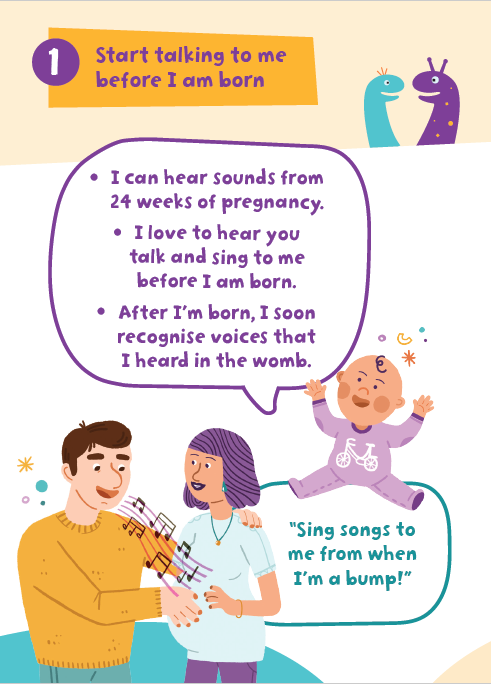 1
Start talking to me
before I am born
• I can hear sounds from
24 weeks of pregnancy.
• I love to hear you
talk and sing to me
before I am born.
• After I'm born, I soon
recognise voices that
I heard in the womb.
"Sing songs to
me from when
I'm a bump!"